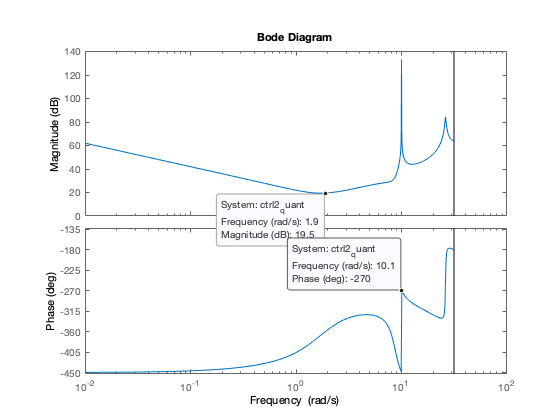 Bode Diagram
140
120
100
80
60
40
20
0
Magnitude (dB)
System: ctrl2_quant
Frequency (rad/s): 1.9
Magnitude (dB): 19.5
System: ctrl2_quant
Frequency (rad/s): 10.1
Phase (deg): -270
-135
-180
-225
-270
-315
-360
-405
-450
Phase (deg)
10^-2
10^-1
10^0
10^1
10^2
Frequency (rad/s)